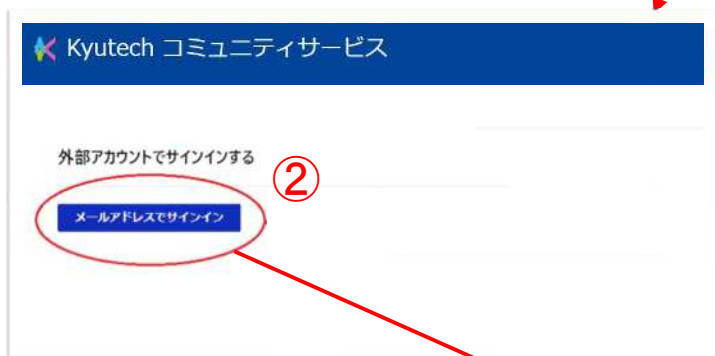 Kyutech コミュニティサービス
外部アカウントでサインインする
②
メールアドレスでサインイン